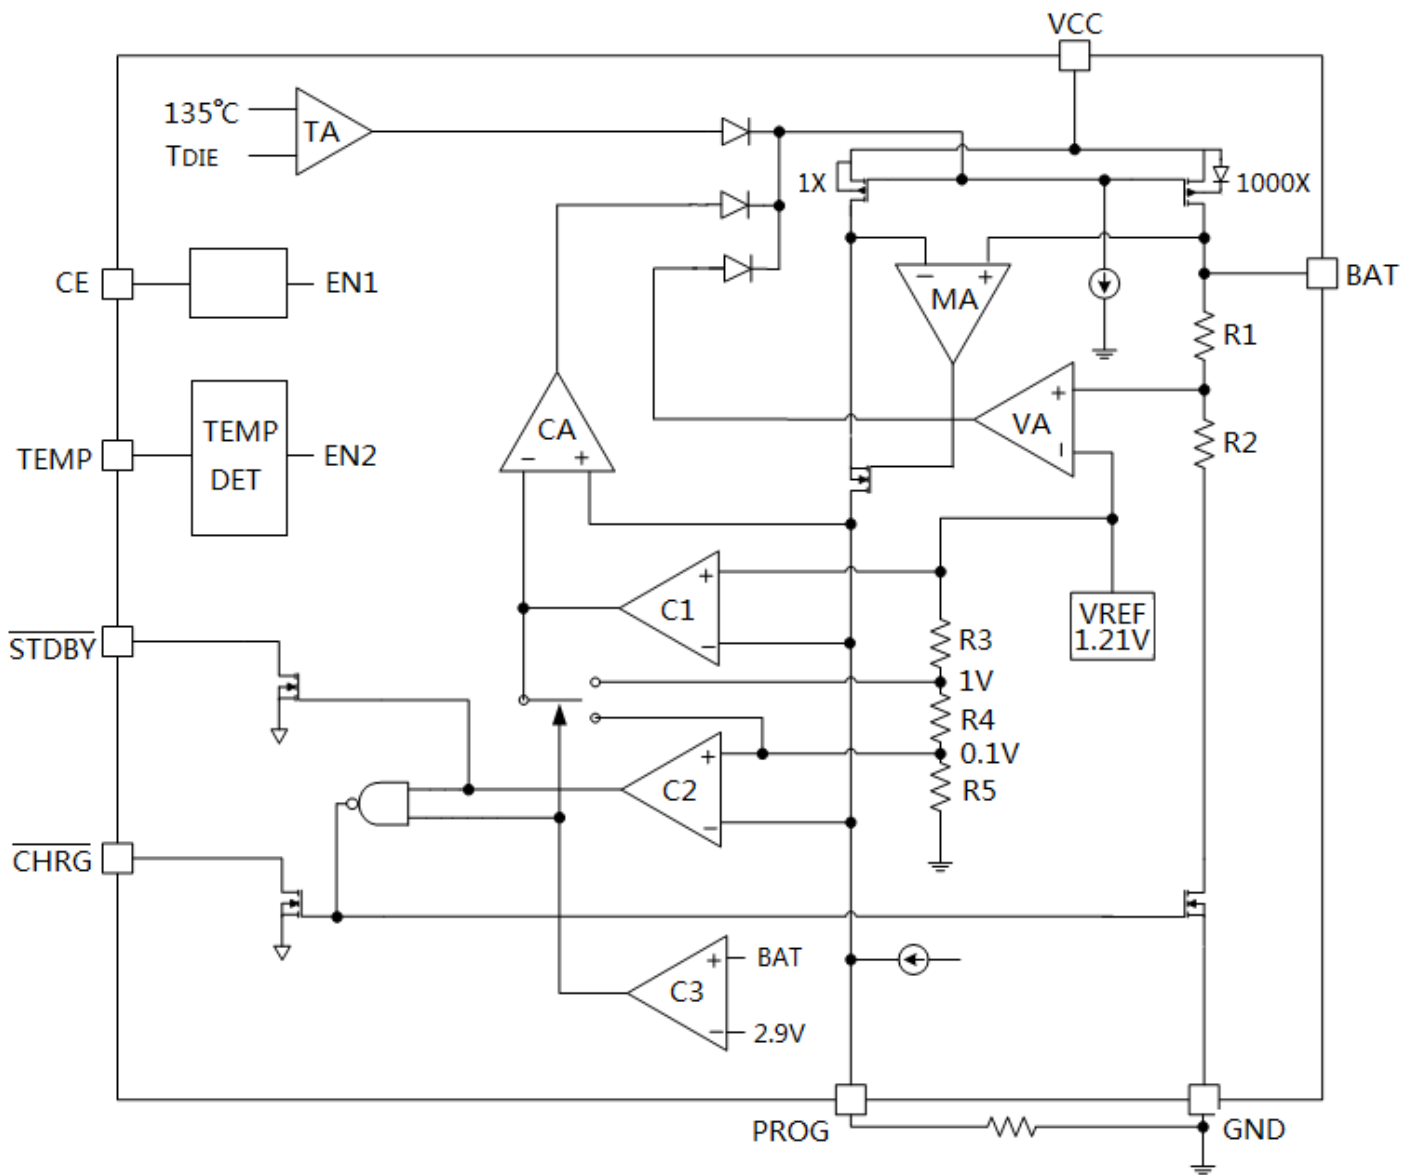 VCC
135℃
TA
TDIE
1X
1000X
CE
EN1
BAT
− +
MA
R1
VA
+
−
TEMP
TEMP
DET
EN2
CA
− +
R2
C1
+
−
VREF
1.21V
R3
1V
R4
0.1V
R5
STDBY
C2
+
−
CHRG
C3
+
−
BAT
2.9V
PROG
GND